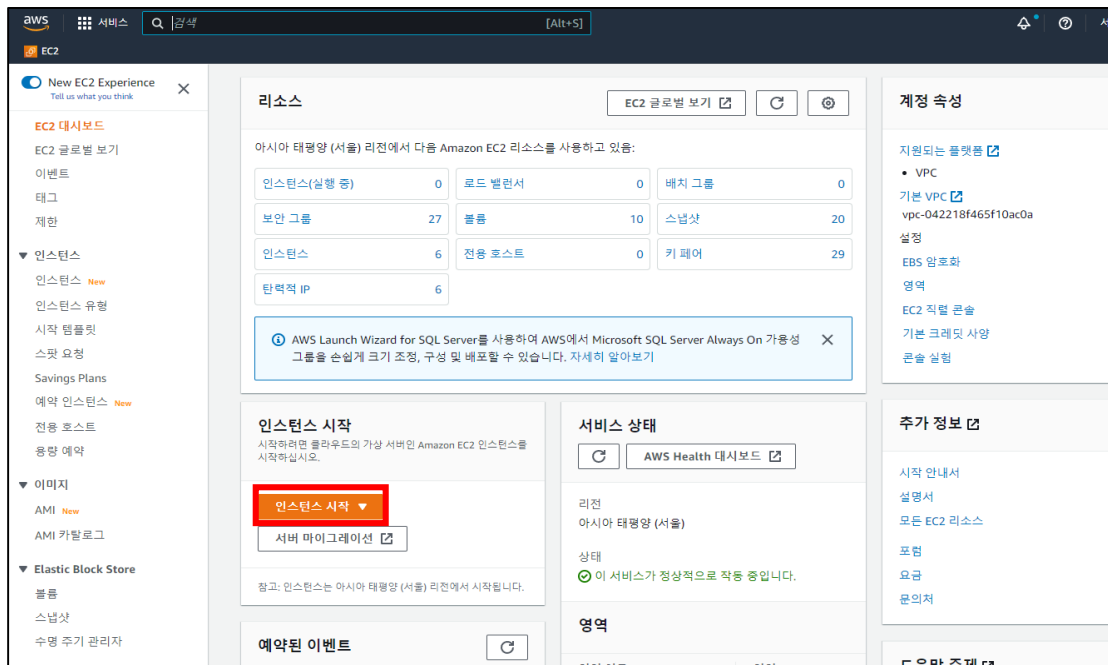 aws
서비스
검색
[Alt+S]
EC2
New EC2 Experience
Tell us what you think
EC2 대시보드
EC2 글로벌 보기
이벤트
태그
제한
인스턴스
인스턴스 New
인스턴스 유형
시작 템플릿
스팟 요청
Savings Plans
예약 인스턴스 New
전용 호스트
용량 예약
이미지
AMI New
AMI 카탈로그
Elastic Block Store
볼륨
스냅샷
수명 주기 관리자
리소스
EC2 글로벌 보기
아시아 태평양 (서울) 리전에서 다음 Amazon EC2 리소스를 사용하고 있음:
인스턴스(실행 중) 0
로드 밸런서 0
배치 그룹 0
보안 그룹 27
볼륨 10
스냅샷 20
인스턴스 6
전용 호스트 0
키 페어 29
탄력적 IP 6
AWS Launch Wizard for SQL Server를 사용하여 AWS에서 Microsoft SQL Server Always On 가용성
그룹을 손쉽게 크기 조정, 구성 및 배포할 수 있습니다. 자세히 알아보기
인스턴스 시작
시작하려면 클라우드의 가상 서버인 Amazon EC2 인스턴스를
시작하십시오.
인스턴스 시작
서버 마이그레이션
참고: 인스턴스는 아시아 태평양 (서울) 리전에서 시작됩니다.
예약된 이벤트
서비스 상태
AWS Health 대시보드
리전
아시아 태평양 (서울)
상태
이 서비스가 정상적으로 작동 중입니다.
영역
계정 속성
지원되는 플랫폼
VPC
기본 VPC
vpc-042218f465f10ac0a
설정
EBS 암호화
영역
EC2 직렬 콘솔
기본 크레딧 사양
콘솔 실험
추가 정보
시작 안내서
설명서
모든 EC2 리소스
포럼
요금
문의처